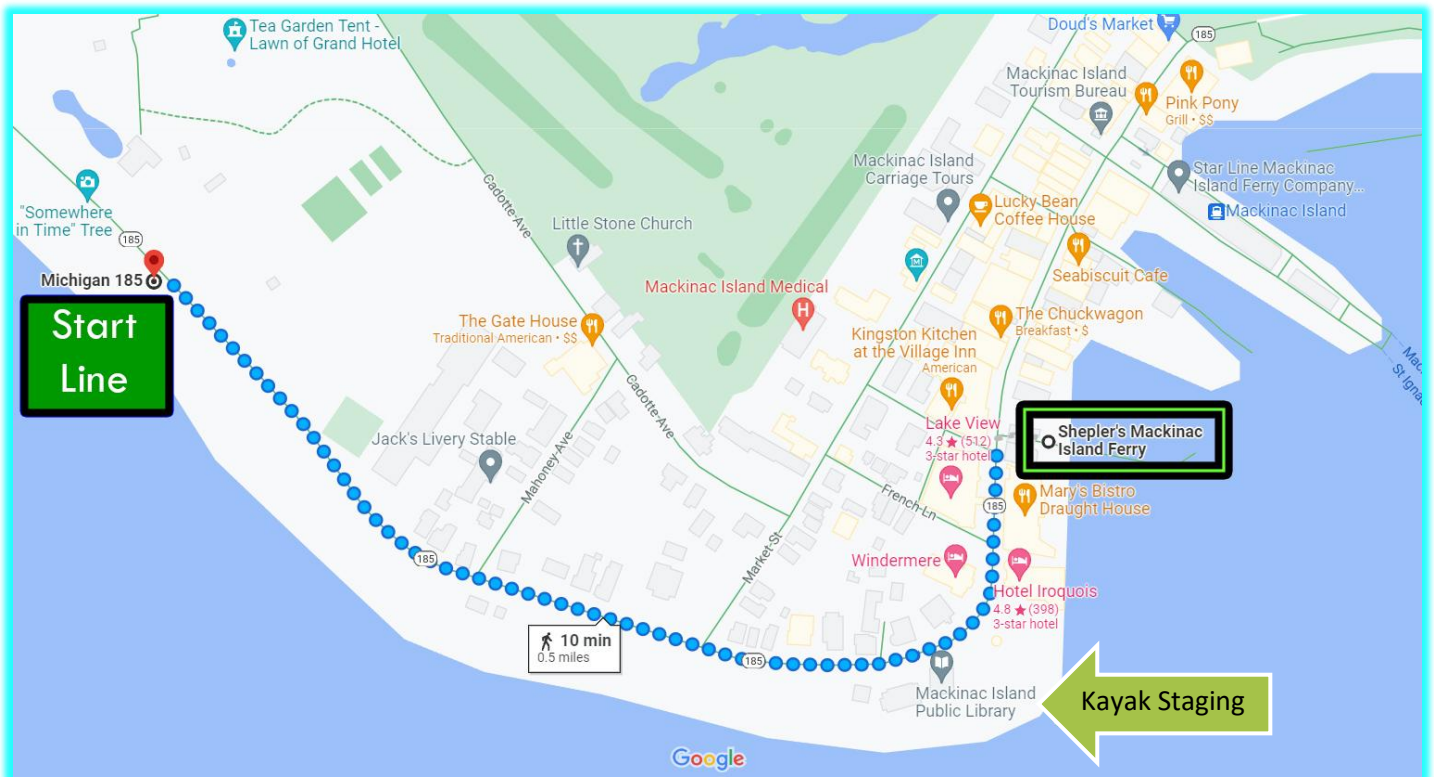 Tea Garden Tent -
Lawn of Grand Hotel
Doud's Market
185
Mackinac Island
Tourism Bureau
Pink Pony
Grill • $$
Mackinac Island
Carriage Tours
Star Line Mackinac
Island Ferry Company...
Mackinac Island
"Somewhere
in Time" Tree
185
Cadotte-Ave
Little Stone Church
Lucky Bean
Coffee House
Seabiscuit Cafe
Michigan 185
Mackinac Island Medical
H
Start
Line
The Gate House
Traditional American • $$
The Chuckwagon
Breakfast • $
Kingston Kitchen
at the Village Inn
American
St Ignac
Cadotte-Ave
Lake View
4.3 ★ (512)
3-star hotel
Shepler's Mackinac
Island Ferry
Jack's Livery Stable
Mahoney-Ave
French-Ln
185
Mary's Bistro
Draught House
Market-St
Windermere
185
Hotel Iroquois
4.8 ★ (398)
3-star hotel
10 min
0.5 miles
185
Mackinac Island
Public Library
Kayak Staging
Google